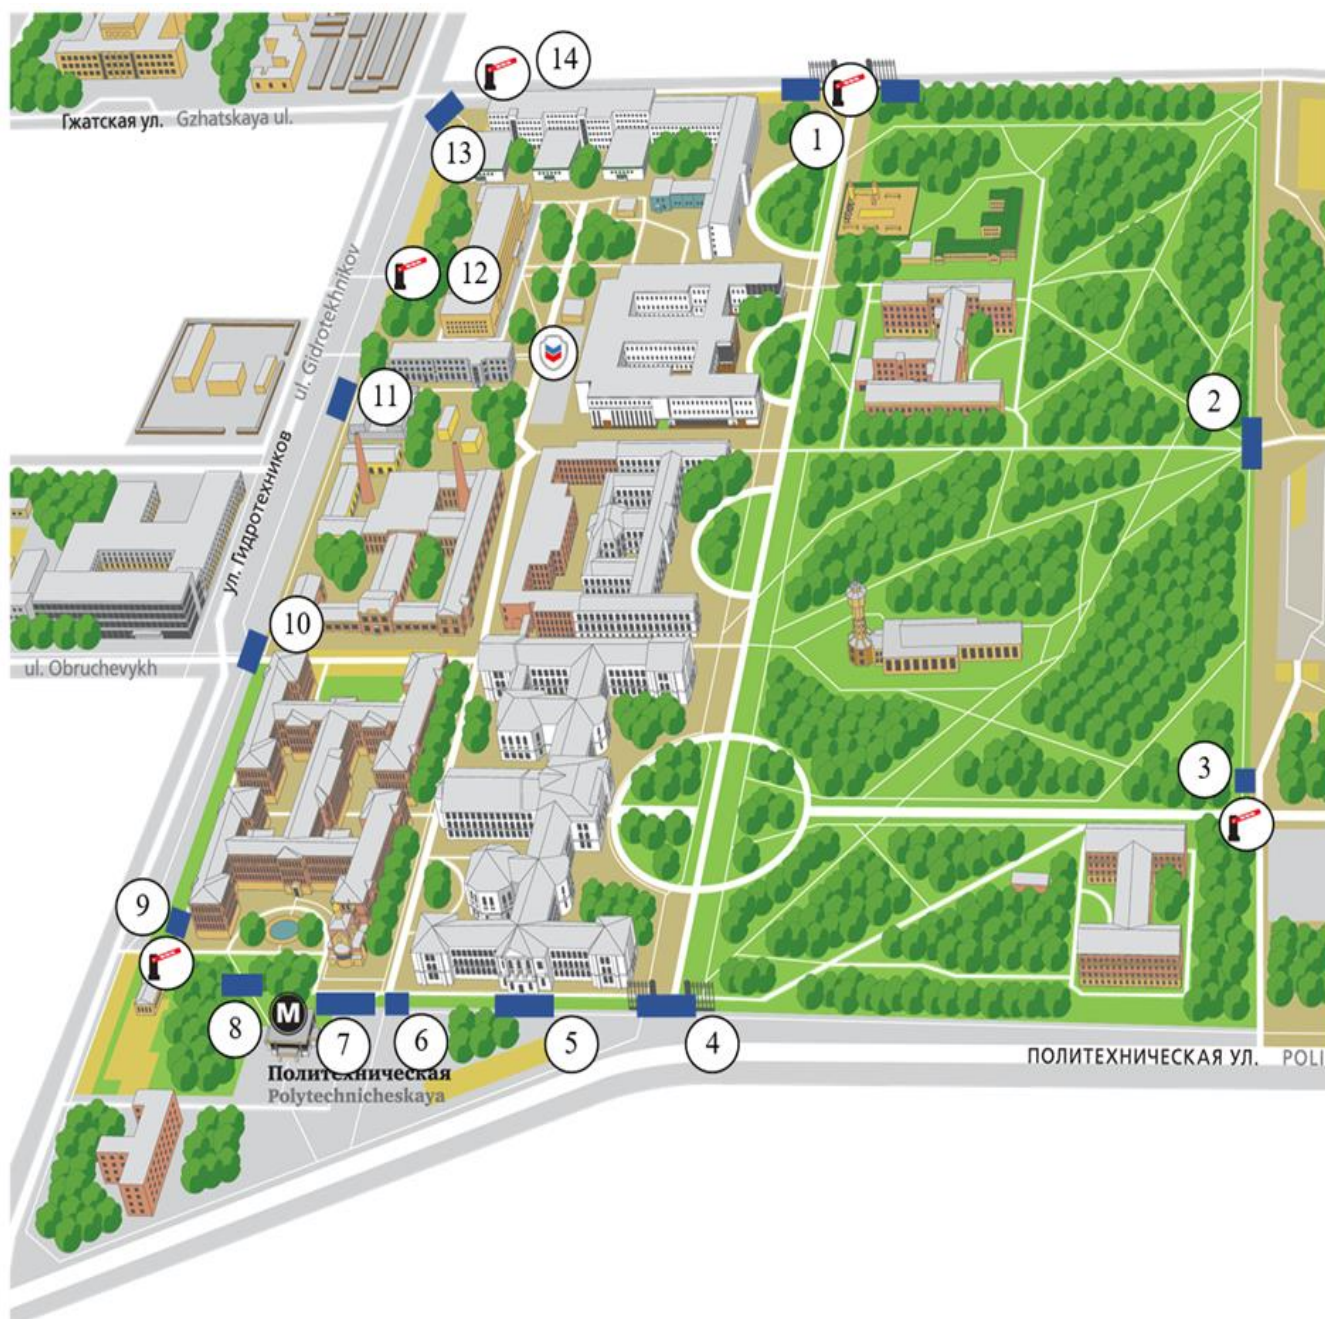 14
Гжатская ул. Gzhatskaya ul.
13
1
12
ul. Gidrotekhnikov
ул. Гидротехников
11
2
10
ul. Obruchevykh
3
9
8
М
7
6
5
4
Политехническая
Polytechnicheskaya
ПОЛИТЕХНИЧЕСКАЯ УЛ. POLI